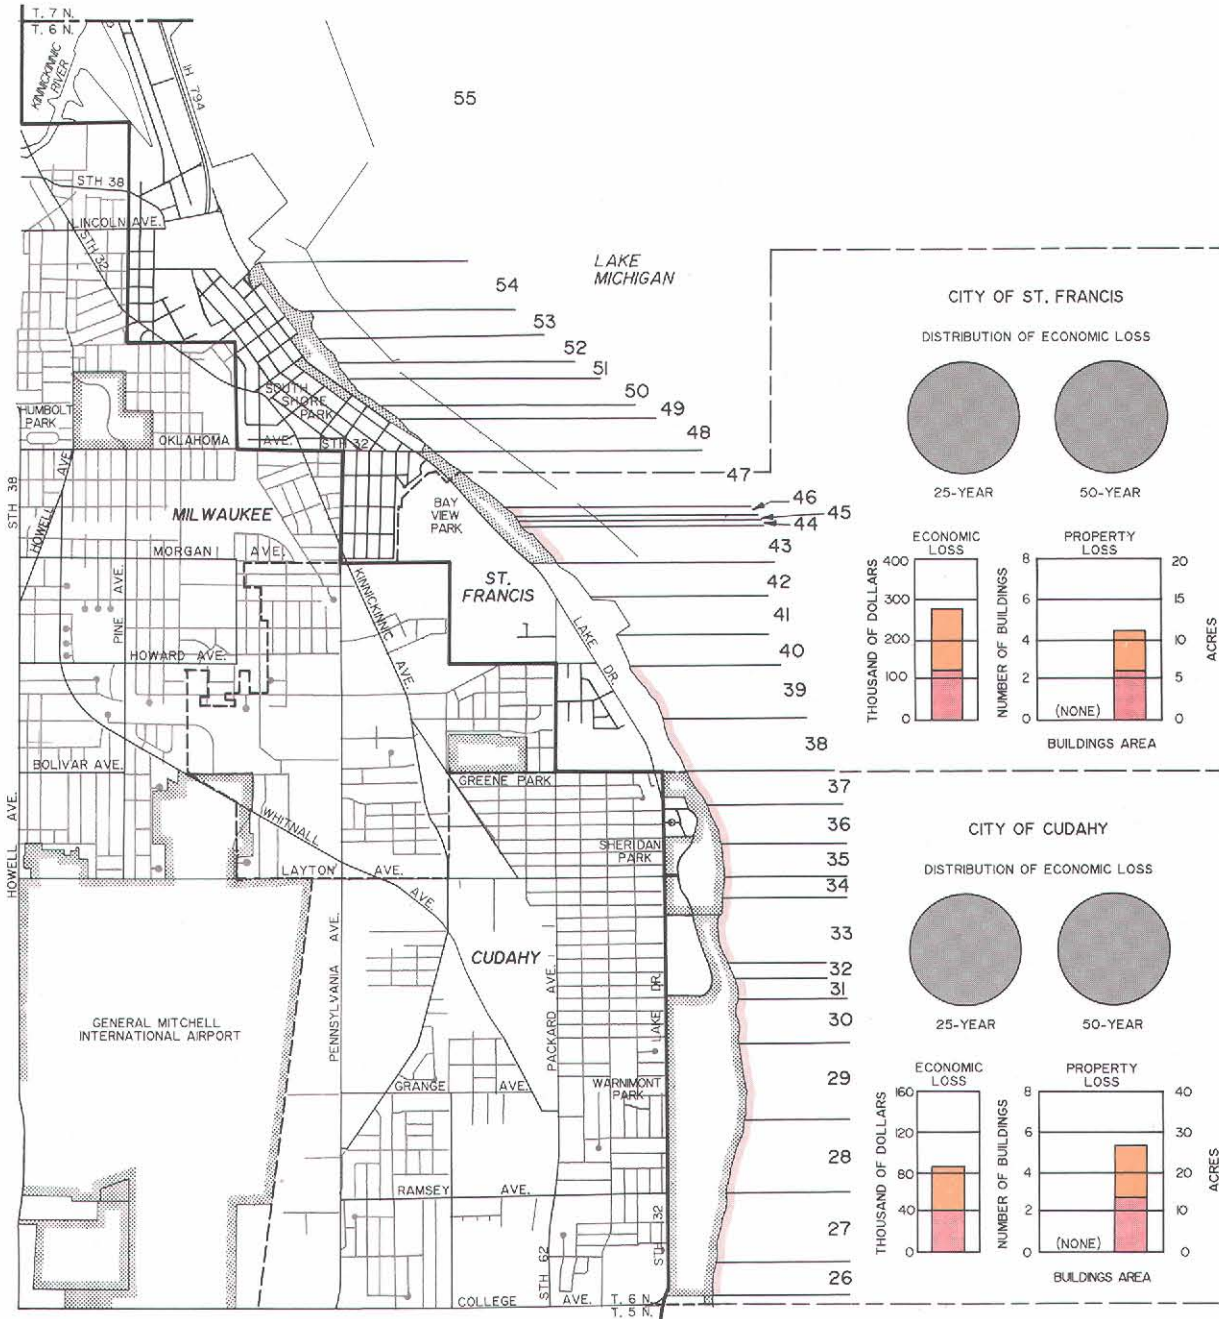 T. 7 N.
T. 6 N.
KINNICKINNIC
RIVER
IH 794
55
STH 38
LINCOLN AVE.
STH 32
LAKE
MICHIGAN
54
53
52
51
50
49
48
47
46
45
44
43
42
41
40
39
38
37
36
35
34
33
32
31
30
29
28
27
26
SOUTH
SHORE
PARK
HUMBOLT
PARK
OKLAHOMA AVE.
STH 32
STH 38
HOWELL AVE.
MILWAUKEE
BAY
VIEW
PARK
MORGAN AVE.
ST.
FRANCIS
KINNICKINNIC AVE.
PINE AVE.
LAKE DR.
HOWARD AVE.
BOLIVAR AVE.
GREENE PARK
WHITNALL AVE.
SHERIDAN
PARK
LAYTON AVE.
HOWELL AVE.
CUDAHY
PENNSYLVANIA AVE.
PACKARD AVE.
LAKE DR.
GENERAL MITCHELL
INTERNATIONAL AIRPORT
GRANGE AVE.
WARNIMONT
PARK
RAMSEY AVE.
STH 62
STH 32
COLLEGE AVE.
T. 6 N.
T. 5 N.
CITY OF ST. FRANCIS
DISTRIBUTION OF ECONOMIC LOSS
25-YEAR
50-YEAR
ECONOMIC
LOSS
THOUSAND OF DOLLARS
400
300
200
100
0
PROPERTY
LOSS
NUMBER OF BUILDINGS
8
6
4
2
0
(NONE)
20
15
10
5
0
ACRES
BUILDINGS AREA
CITY OF CUDAHY
DISTRIBUTION OF ECONOMIC LOSS
25-YEAR
50-YEAR
ECONOMIC
LOSS
THOUSAND OF DOLLARS
160
120
80
40
0
PROPERTY
LOSS
NUMBER OF BUILDINGS
8
6
4
2
0
(NONE)
40
30
20
10
0
ACRES
BUILDINGS AREA